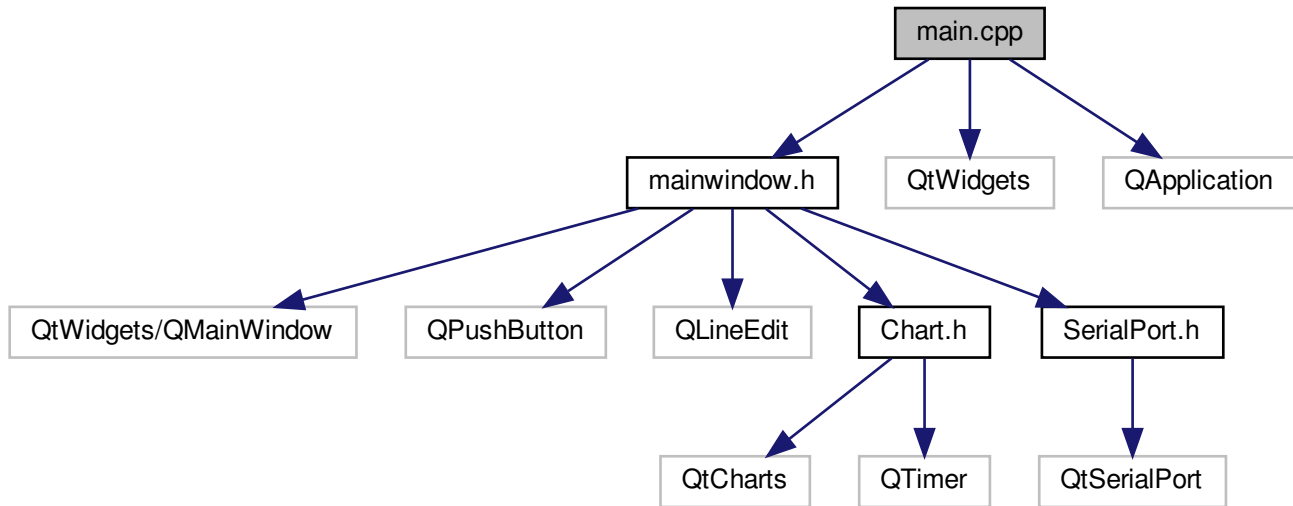 main.cpp
mainwindow.h
QtWidgets
QApplication
QtWidgets/QMainWindow
QPushButton
QLineEdit
Chart.h
SerialPort.h
QtCharts
QTimer
QtSerialPort